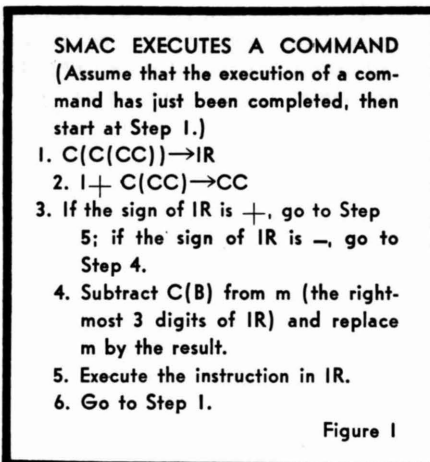 SMAC EXECUTES A COMMAND
(Assume that the execution of a com-
mand has just been completed, then
start at Step 1.)
1. C(C(CC))→IR
2. 1+ C(CC)→CC
3. If the sign of IR is +, go to Step
5; if the sign of IR is –, go to
Step 4.
4. Subtract C(B) from m (the right-
most 3 digits of IR) and replace
m by the result.
5. Execute the instruction in IR.
6. Go to Step 1.
Figure 1